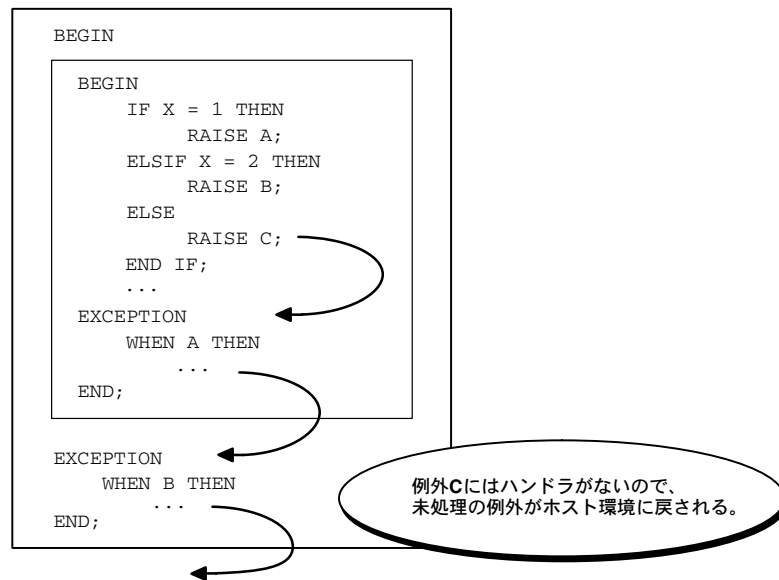 BEGIN
BEGIN
IF X = 1 THEN
RAISE A;
ELSIF X = 2 THEN
RAISE B;
ELSE
RAISE C;
END IF;
...
EXCEPTION
WHEN A THEN
...
END;
EXCEPTION
WHEN B THEN
...
END;
例外Cにはハンドラがないので、
未処理の例外がホスト環境に戻される。